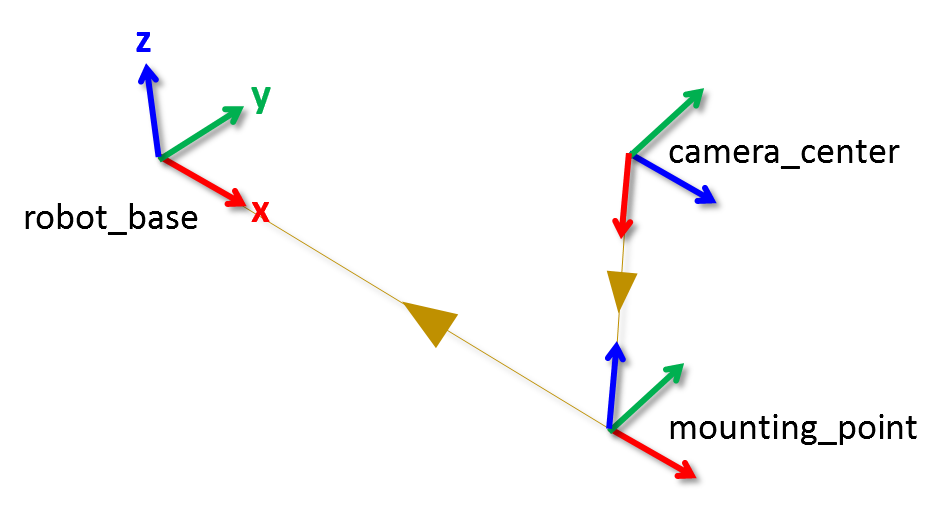 z
y
camera_center
x
robot_base
mounting_point